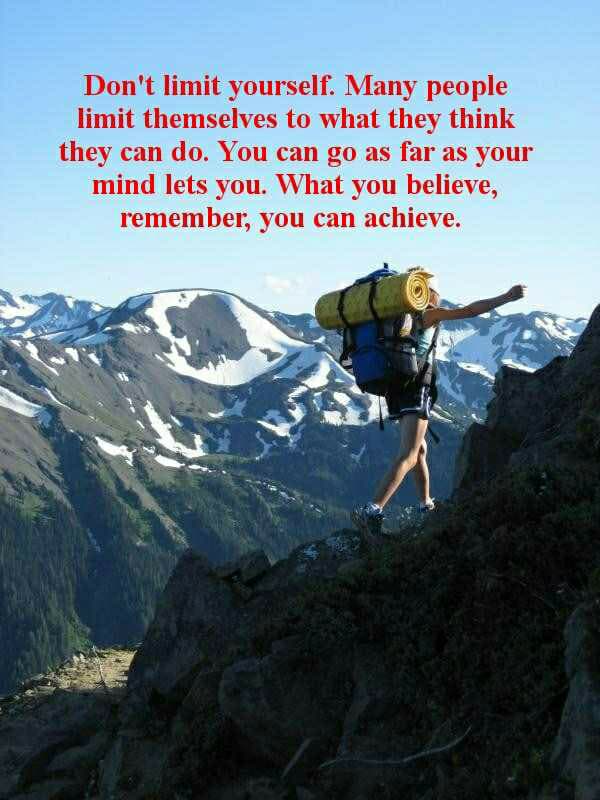 Don't limit yourself. Many people
limit themselves to what they think
they can do. You can go as far as your
mind lets you. What you believe,
remember, you can achieve.